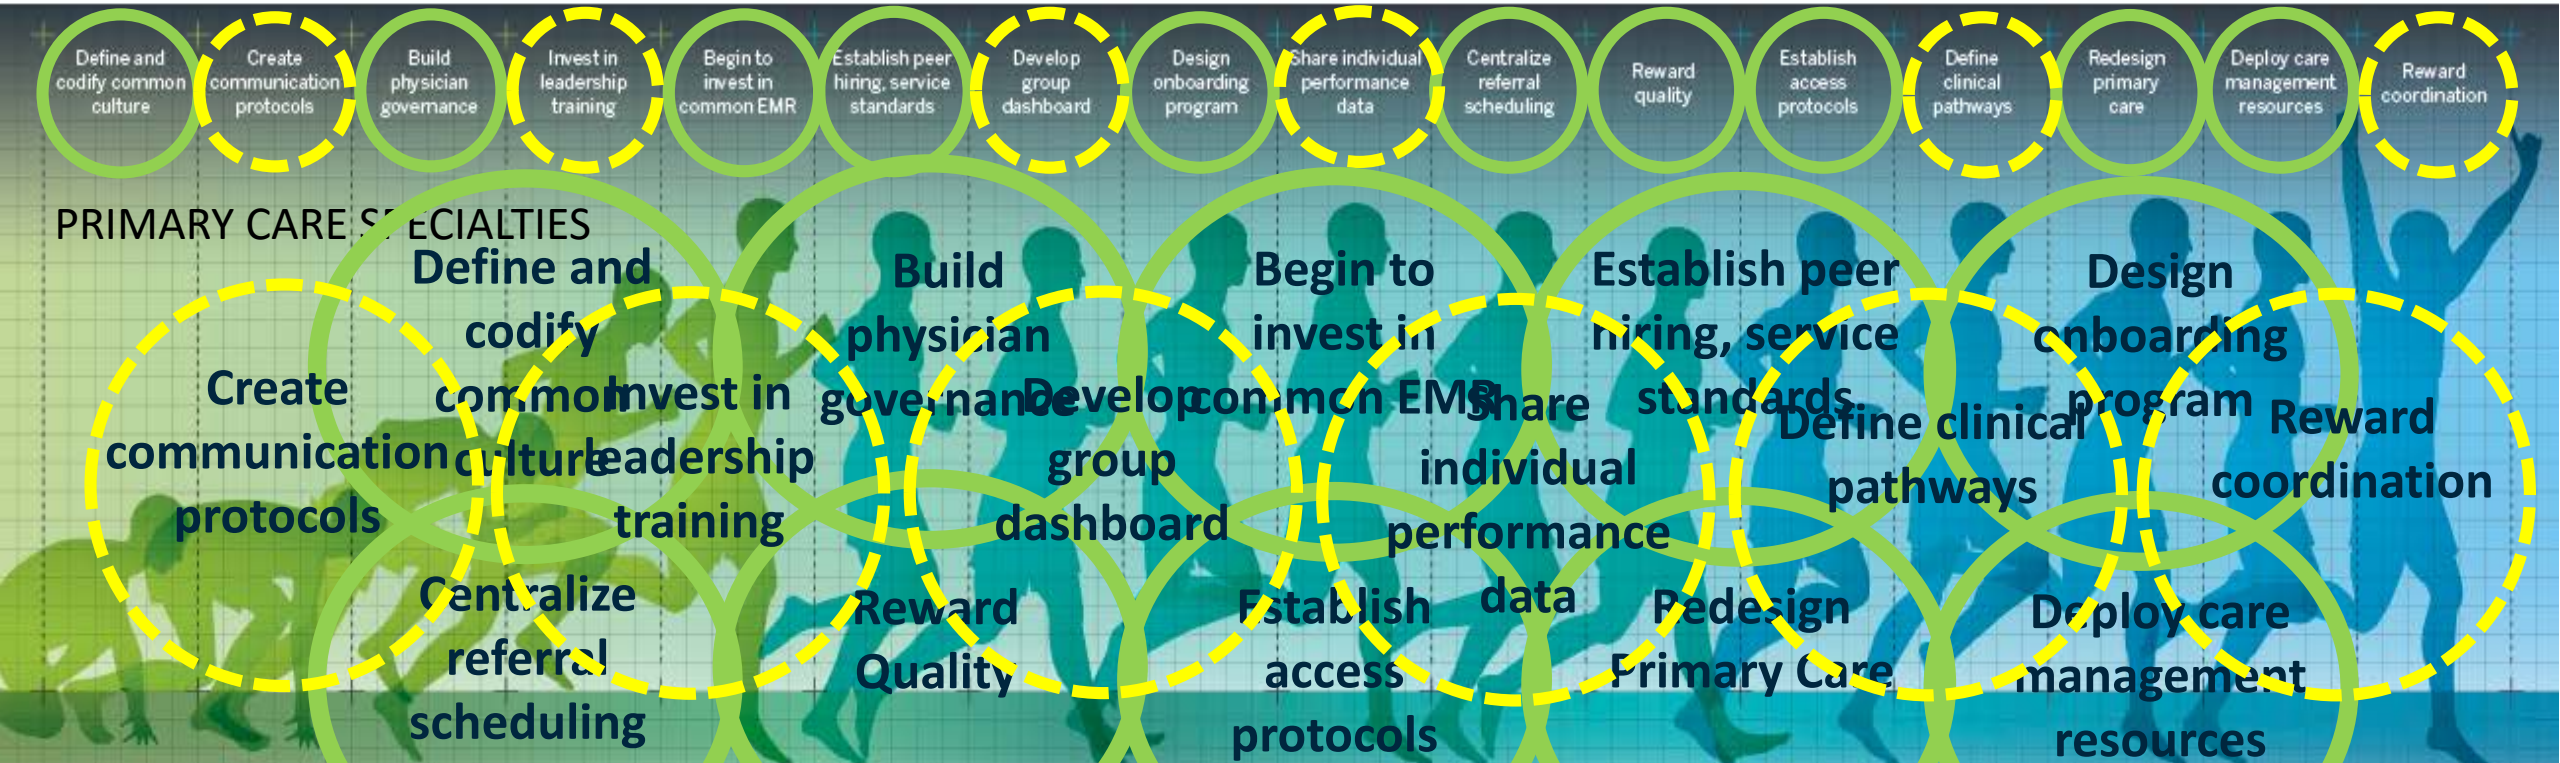 Define and
codify common
culture
Create
communication
protocols
Build
physician
governance
Invest in
leadership
training
Begin to
invest in
common EMR
Establish peer
hiring, service
standards
Develop
group
dashboard
Design
onboarding
program
Share individual
performance
data
Centralize
referral
scheduling
Reward
quality
Establish
access
protocols
Define
clinical
pathways
Redesign
primary
care
Deploy care
management
resources
Reward
coordination
PRIMARY CARE SPECIALTIES
Define and
codify
common
culture
Build
physician
governance
Begin to
invest in
common EMR
Establish peer
hiring, service
standards
Design
onboarding
program
Create
communication
protocols
Invest in
leadership
training
Develop
group
dashboard
Share
individual
performance
data
Define clinical
pathways
Reward
coordination
Centralize
referral
scheduling
Reward
Quality
Establish
access
protocols
Redesign
Primary Care
Deploy care
management
resources